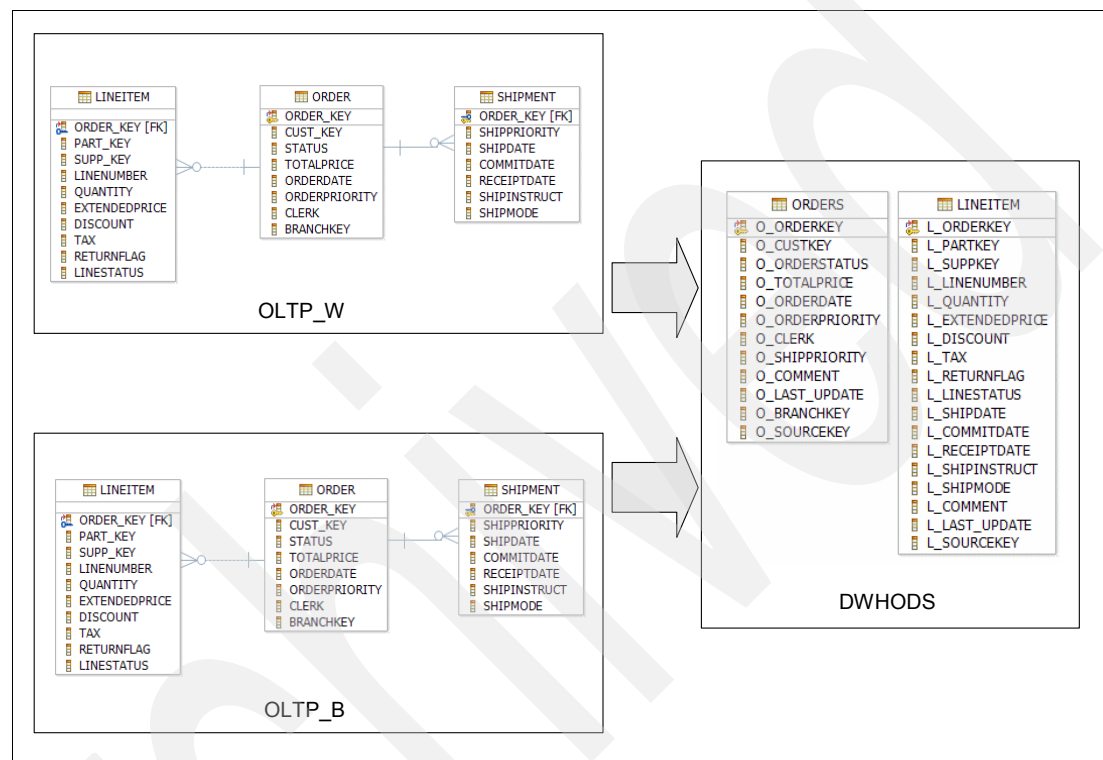 LINEITEM
ORDER_KEY [FK]
PART_KEY
SUPP_KEY
LINENUMBER
QUANTITY
EXTENDEDPRICE
DISCOUNT
TAX
RETURNFLAG
LINESTATUS
ORDER
ORDER_KEY
CUST_KEY
STATUS
TOTALPRICE
ORDERDATE
ORDERPRIORITY
CLERK
BRANCHKEY
SHIPMENT
ORDER_KEY [FK]
SHIPPRIORITY
SHIPDATE
COMMITDATE
RECEIPTDATE
SHIPINSTRUCT
SHIPMODE
OLTP_W
LINEITEM
ORDER_KEY [FK]
PART_KEY
SUPP_KEY
LINENUMBER
QUANTITY
EXTENDEDPRICE
DISCOUNT
TAX
RETURNFLAG
LINESTATUS
ORDER
ORDER_KEY
CUST_KEY
STATUS
TOTALPRICE
ORDERDATE
ORDERPRIORITY
CLERK
BRANCHKEY
SHIPMENT
ORDER_KEY [FK]
SHIPPRIORITY
SHIPDATE
COMMITDATE
RECEIPTDATE
SHIPINSTRUCT
SHIPMODE
OLTP_B
ORDERS
O_ORDERKEY
O_CUSTKEY
O_ORDERSTATUS
O_TOTALPRICE
O_ORDERDATE
O_ORDERPRIORITY
O_CLERK
O_SHIPPRIORITY
O_COMMENT
O_LAST_UPDATE
O_BRANCHKEY
O_SOURCEKEY
LINEITEM
L_ORDERKEY
L_PARTKEY
L_SUPPKEY
L_LINENUMBER
L_QUANTITY
L_EXTENDEDPRICE
L_DISCOUNT
L_TAX
L_RETURNFLAG
L_LINESTATUS
L_SHIPDATE
L_COMMITDATE
L_RECEIPTDATE
L_SHIPINSTRUCT
L_SHIPMODE
L_COMMENT
L_LAST_UPDATE
L_SOURCEKEY
DWHODS